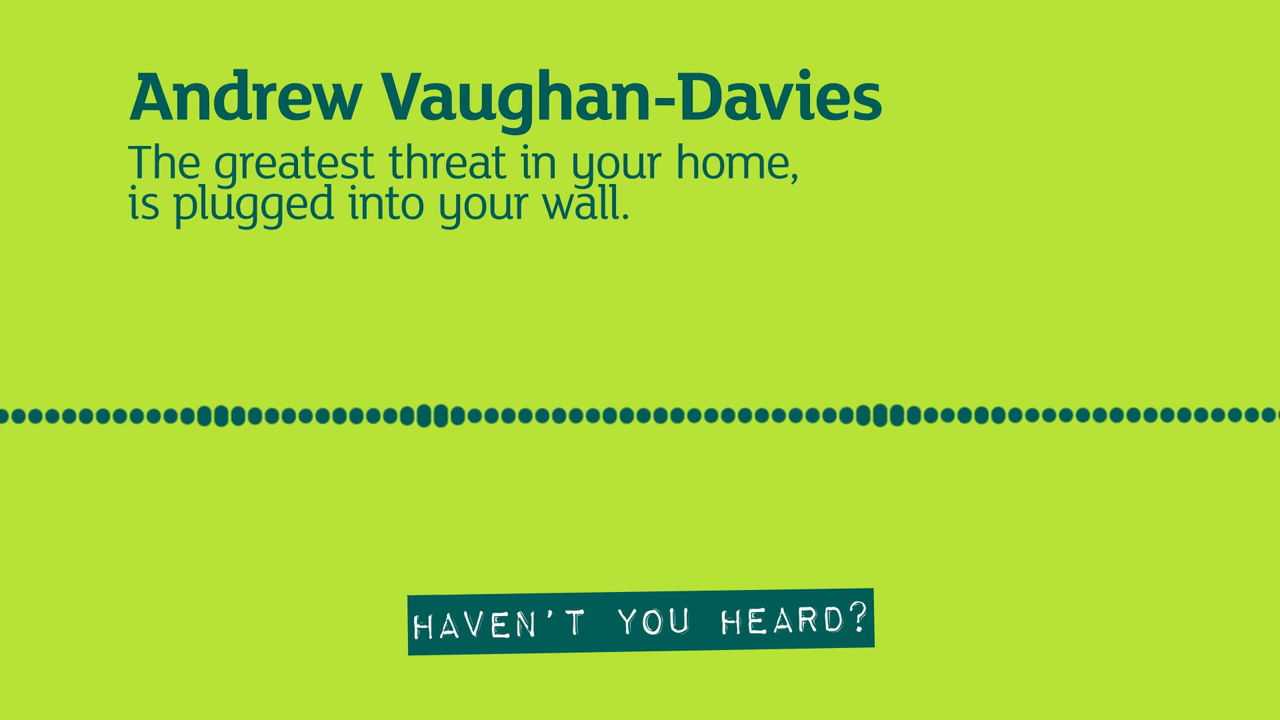 Andrew Vaughan-Davies
The greatest threat in your home,
is plugged into your wall.
HAVEN'T YOU HEARD?